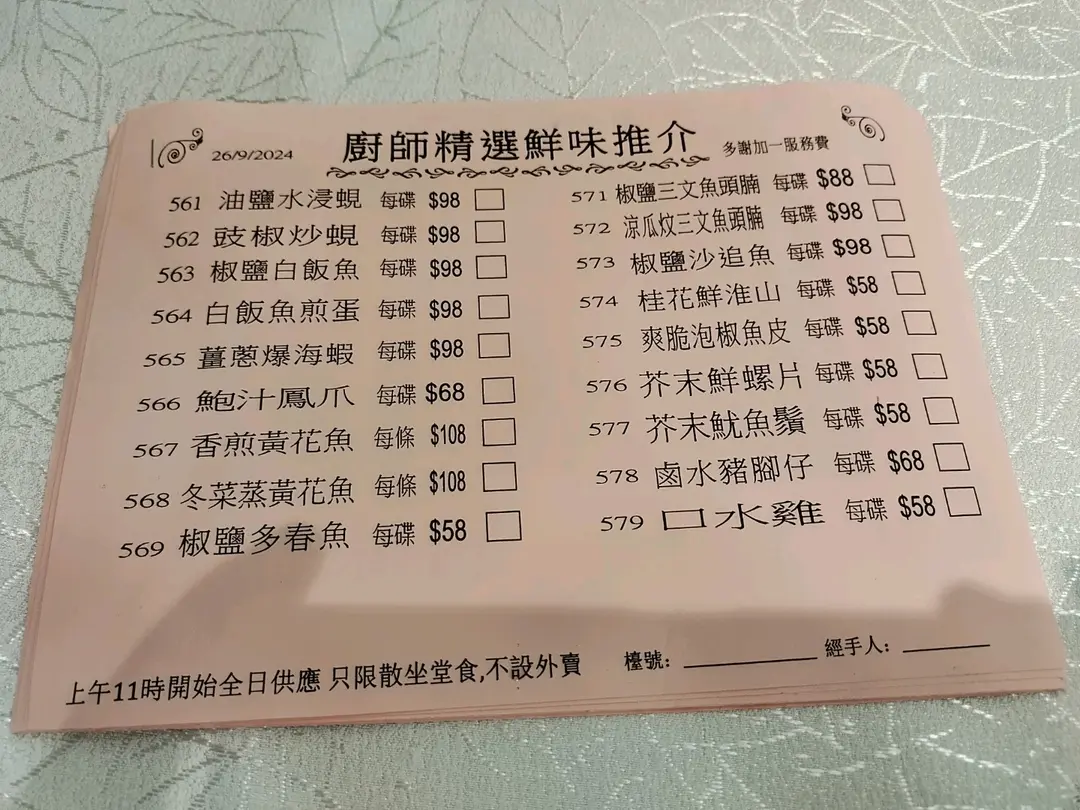 26/9/2024 廚師精選鮮味推介 多謝加一服務費
561 油鹽水浸蜆 每碟 $98
562 豉椒炒蜆 每碟 $98
563 椒鹽白飯魚 每碟 $98
564 白飯魚煎蛋 每碟 $98
565 薑蔥爆海蝦 每碟 $98
566 鮑汁鳳爪 每碟 $68
567 香煎黃花魚 每條 $108
568 冬菜蒸黃花魚 每條 $108
569 椒鹽多春魚 每碟 $58
571 椒鹽三文魚頭腩 每碟 $88
572 涼瓜炆三文魚頭腩 每碟 $98
573 椒鹽沙追魚 每碟 $98
574 桂花鮮淮山 每碟 $58
575 爽脆泡椒魚皮 每碟 $58
576 芥末鮮螺片 每碟 $58
577 芥末魷魚鬚 每碟 $58
578 鹵水豬腳仔 每碟 $68
579 口水雞 每碟 $58
上午11時開始全日供應 只限散坐堂食,不設外賣 檯號: 經手人: